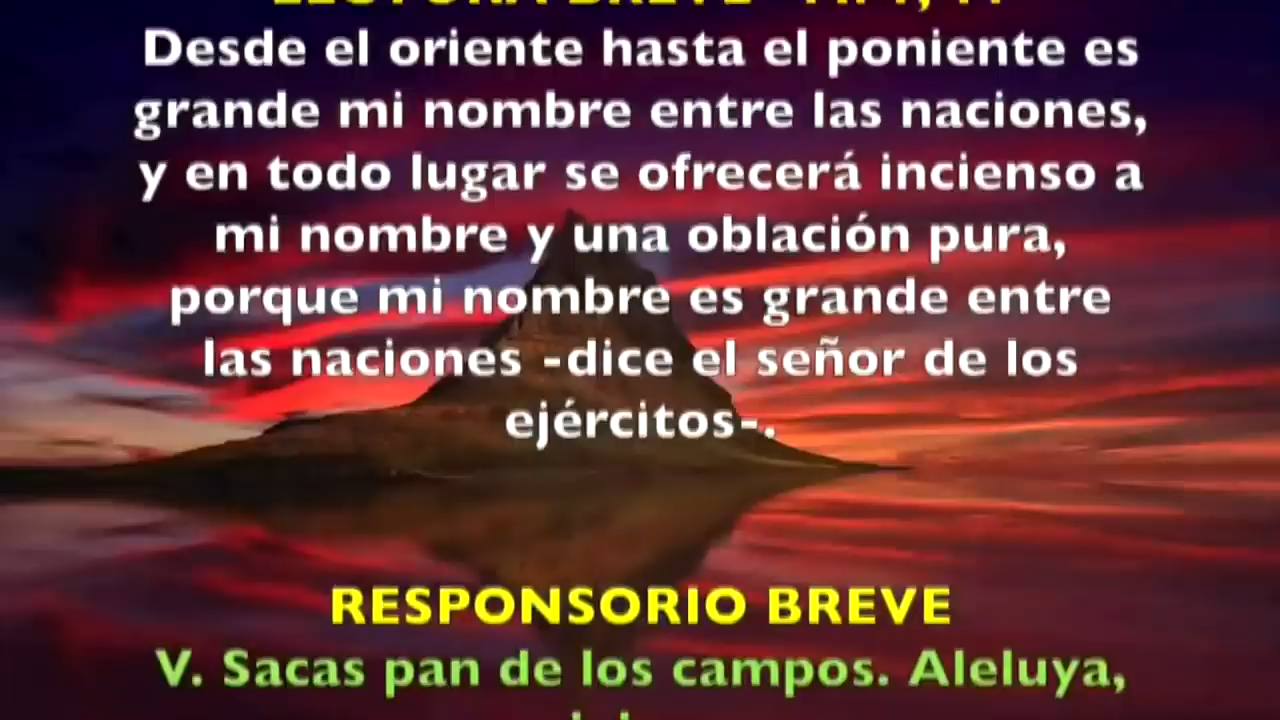 LECTURA BREVE
Desde el oriente hasta el poniente es
grande mi nombre entre las naciones,
y en todo lugar se ofrecerá incienso a
mi nombre y una oblación pura,
porque mi nombre es grande entre
las naciones -dice el señor de los
ejércitos-.
RESPONSORIO BREVE
V. Sacas pan de los campos. Aleluya,